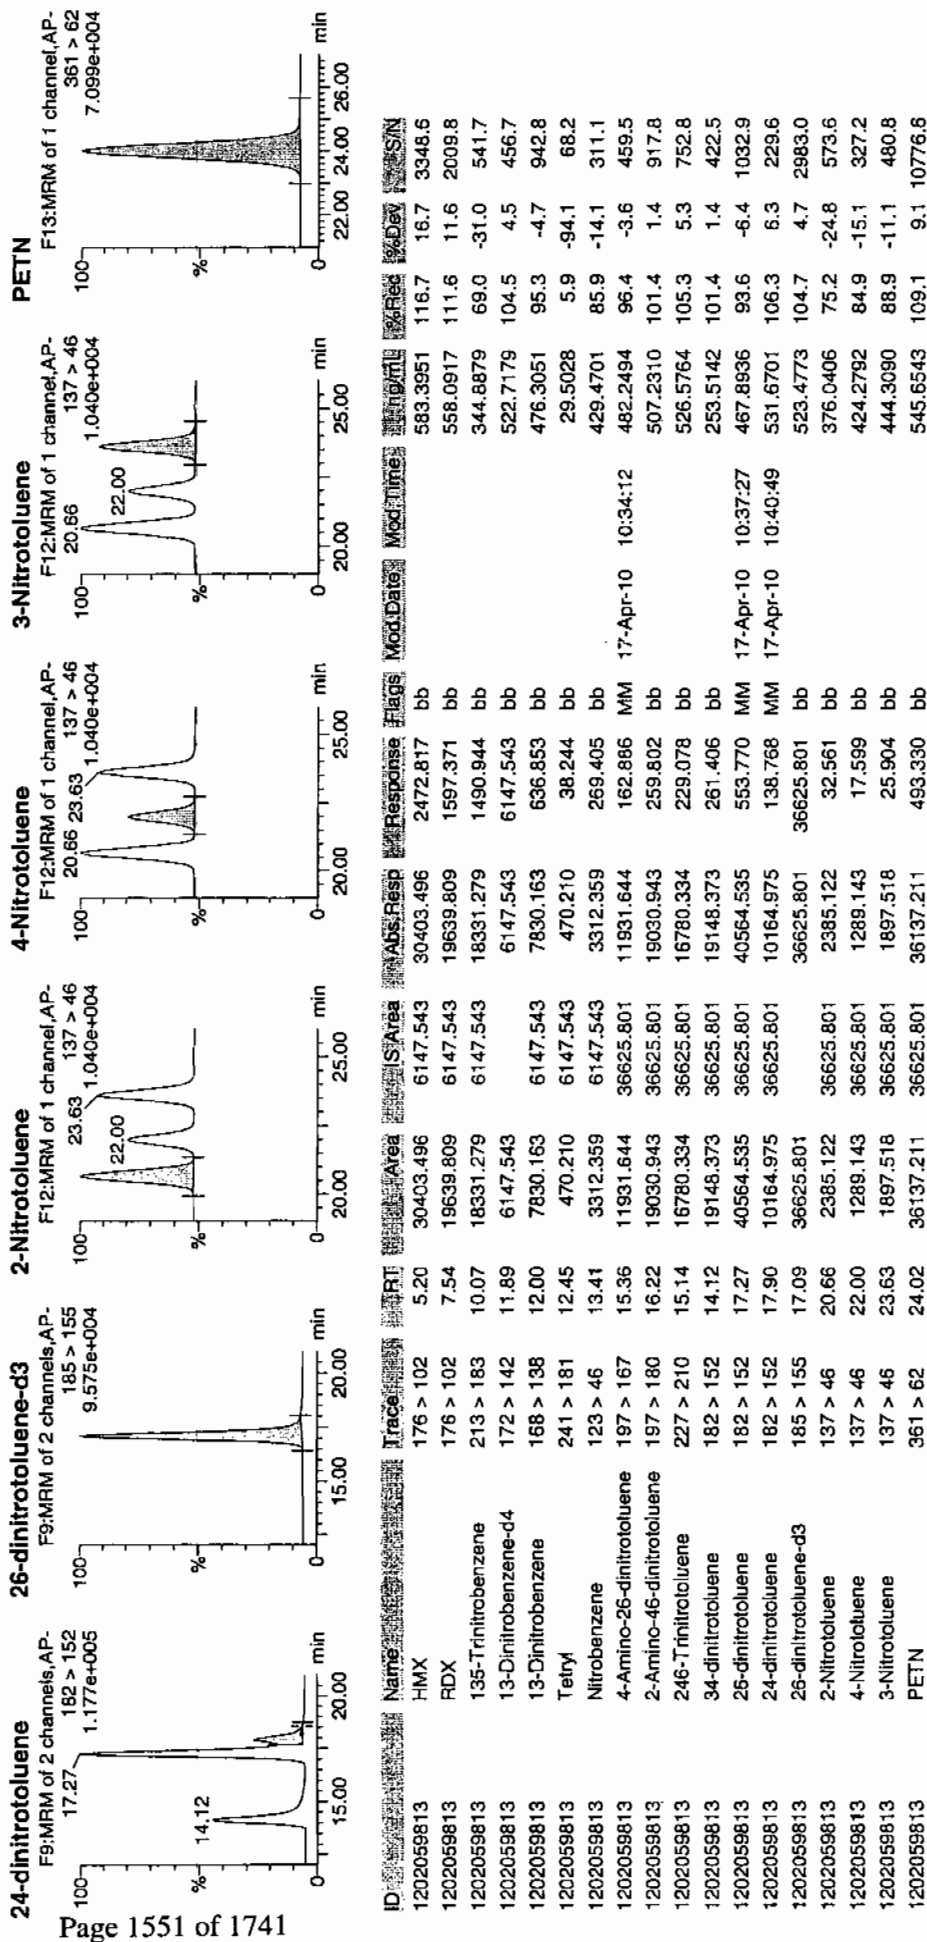 24-dinitrotoluene
F9:MRM of 2 channels,AP-
182 > 152
1.177e+005
100
17.27
14.12
%
0
15.00
20.00
min
26-dinitrotoluene-d3
F9:MRM of 2 channels,AP-
185 > 155
9.575e+004
100
%
0
15.00
20.00
min
2-Nitrotoluene
F12:MRM of 1 channel,AP-
137 > 46
1.040e+004
100
23.63
22.00
%
0
20.00
25.00
min
4-Nitrotoluene
F12:MRM of 1 channel,AP-
137 > 46
1.040e+004
100
20.66
23.63
%
0
20.00
25.00
min
3-Nitrotoluene
F12:MRM of 1 channel,AP-
137 > 46
1.040e+004
100
20.66
22.00
%
0
20.00
25.00
min
PETN
F13:MRM of 1 channel,AP-
361 > 62
7.099e+004
100
%
0
22.00
24.00
26.00
min
ID Name Trace RT Area IS Area Abs.Resp Response Flags Mod.Date Mod.Time ng/mL %Rec %Dev S/N
1202059813 HMX 176 > 102 5.20 30403.496 6147.543 30403.496 2472.817 bb 583.3951 116.7 16.7 3348.6
1202059813 RDX 176 > 102 7.54 19639.809 6147.543 19639.809 1597.371 bb 558.0917 111.6 11.6 2009.8
1202059813 135-Trinitrobenzene 213 > 183 10.07 18331.279 6147.543 18331.279 1490.944 bb 344.8879 69.0 -31.0 541.7
1202059813 13-Dinitrobenzene-d4 172 > 142 11.89 6147.543 6147.543 6147.543 bb 522.7179 104.5 4.5 456.7
1202059813 13-Dinitrobenzene 168 > 138 12.00 7830.163 6147.543 7830.163 636.853 bb 476.3051 95.3 -4.7 942.8
1202059813 Tetryl 241 > 181 12.45 470.210 6147.543 470.210 38.244 bb 29.5028 5.9 -94.1 68.2
1202059813 Nitrobenzene 123 > 46 13.41 3312.359 6147.543 3312.359 269.405 bb 429.4701 85.9 -14.1 311.1
1202059813 4-Amino-26-dinitrotoluene 197 > 167 15.36 11931.644 36625.801 11931.644 162.886 MM 17-Apr-10 10:34:12 482.2494 96.4 -3.6 459.5
1202059813 2-Amino-46-dinitrotoluene 197 > 180 16.22 19030.943 36625.801 19030.943 259.802 bb 507.2310 101.4 1.4 917.8
1202059813 246-Trinitrotoluene 227 > 210 15.14 16780.334 36625.801 16780.334 229.078 bb 526.5764 105.3 5.3 752.8
1202059813 34-dinitrotoluene 182 > 152 14.12 19148.373 36625.801 19148.373 261.406 bb 253.5142 101.4 1.4 422.5
1202059813 26-dinitrotoluene 182 > 152 17.27 40564.535 36625.801 40564.535 553.770 MM 17-Apr-10 10:37:27 467.8936 93.6 -6.4 1032.9
1202059813 24-dinitrotoluene 182 > 152 17.90 10164.975 36625.801 10164.975 138.768 MM 17-Apr-10 10:40:49 531.6701 106.3 6.3 229.6
1202059813 26-dinitrotoluene-d3 185 > 155 17.09 36625.801 36625.801 36625.801 bb 523.4773 104.7 4.7 2983.0
1202059813 2-Nitrotoluene 137 > 46 20.66 2385.122 36625.801 2385.122 32.561 bb 376.0406 75.2 -24.8 573.6
1202059813 4-Nitrotoluene 137 > 46 22.00 1289.143 36625.801 1289.143 17.599 bb 424.2792 84.9 -15.1 327.2
1202059813 3-Nitrotoluene 137 > 46 23.63 1897.518 36625.801 1897.518 25.904 bb 444.3090 88.9 -11.1 480.8
1202059813 PETN 361 > 62 24.02 36137.211 36625.801 36137.211 493.330 bb 545.6543 109.1 9.1 10776.6
Page 1551 of 1741